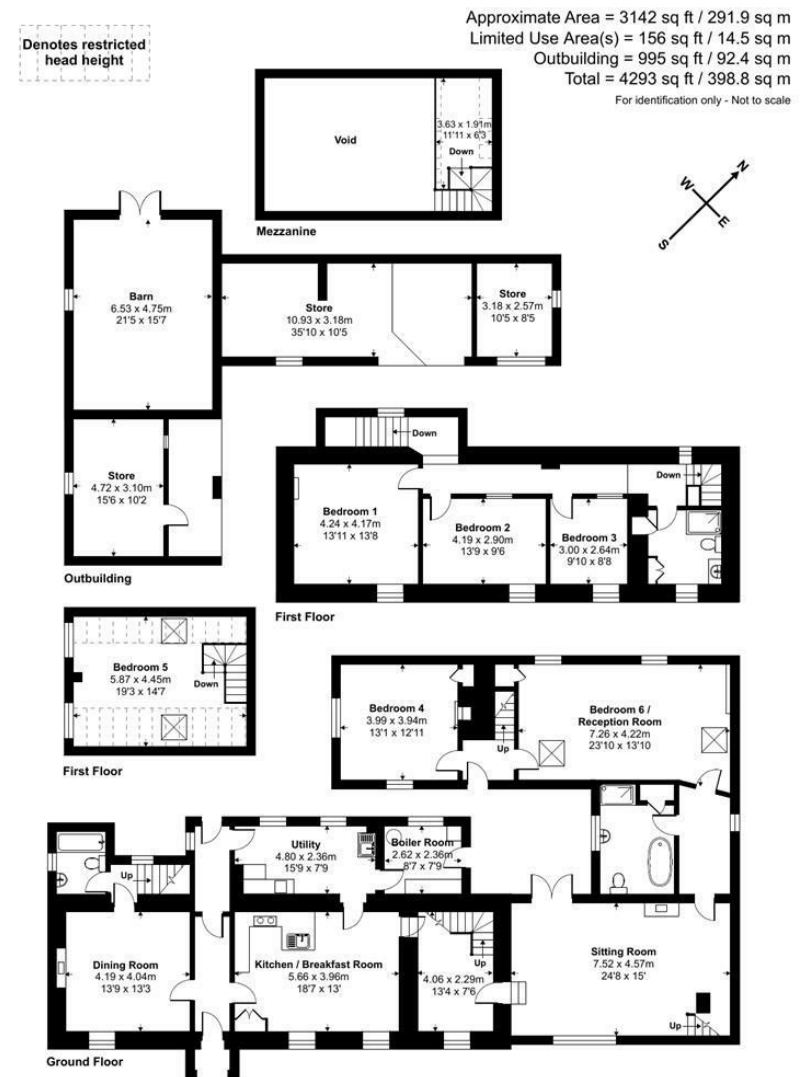 Approximate Area = 3142 sq ft / 291.9 sq m
Limited Use Area(s) = 156 sq ft / 14.5 sq m
Outbuilding = 995 sq ft / 92.4 sq m
Total = 4293 sq ft / 398.8 sq m
For identification only - Not to scale
Denotes restricted
head height
3.63 x 1.91m
11'11 x 6'3
Down
Void
Mezzanine
N
W
E
S
Barn
6.53 x 4.75m
21'5 x 15'7
Store
10.93 x 3.18m
35'10 x 10'5
Store
3.18 x 2.57m
10'5 x 8'5
Store
4.72 x 3.10m
15'6 x 10'2
Outbuilding
Down
Down
Bedroom 1
4.24 x 4.17m
13'11 x 13'8
Bedroom 2
4.19 x 2.90m
13'9 x 9'6
Bedroom 3
3.00 x 2.64m
9'10 x 8'8
First Floor
Bedroom 5
5.87 x 4.45m
19'3 x 14'7
Down
First Floor
Bedroom 4
3.99 x 3.94m
13'1 x 12'11
Up
Bedroom 6 /
Reception Room
7.26 x 4.22m
23'10 x 13'10
Utility
4.80 x 2.36m
15'9 x 7'9
Boiler Room
2.62 x 2.36m
8'7 x 7'9
Up
Dining Room
4.19 x 4.04m
13'9 x 13'3
Kitchen / Breakfast Room
5.66 x 3.96m
18'7 x 13'
Up
4.06 x 2.29m
13'4 x 7'6
Sitting Room
7.52 x 4.57m
24'8 x 15'
Up
Ground Floor